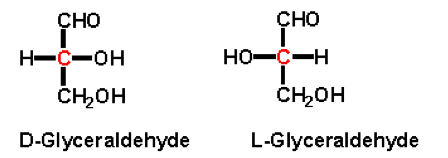 CHO CHO
H C OH HO C H
CH₂OH CH₂OH
D-Glyceraldehyde L-Glyceraldehyde